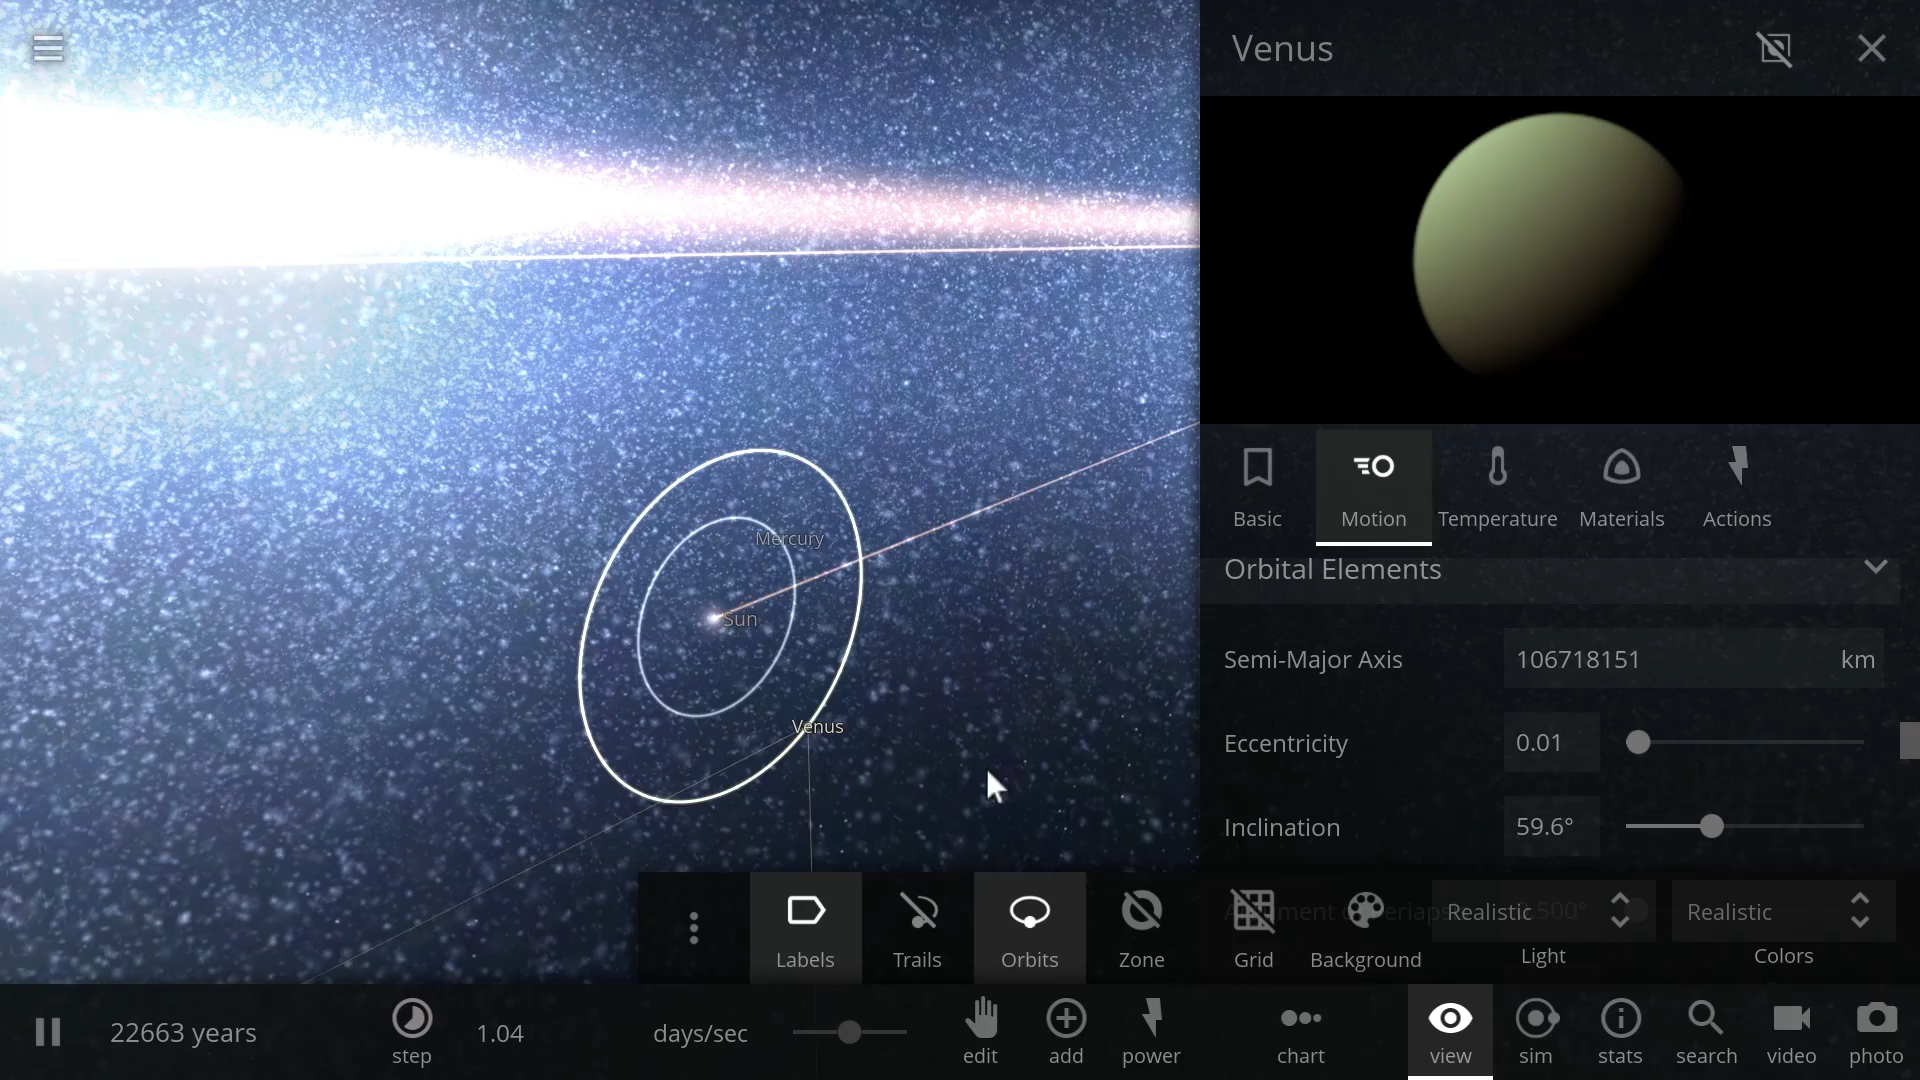 Venus
Mercury
Sun
Venus
Basic
Motion
Temperature
Materials
Actions
Orbital Elements
Semi-Major Axis 106718151 km
Eccentricity 0.01
Inclination 59.6°
Labels
Trails
Orbits
Zone
Grid
Background
Realistic
Light
Realistic
Colors
22663 years
step
1.04 days/sec
edit
add
power
chart
view
sim
stats
search
video
photo